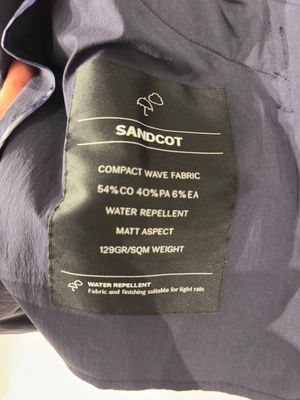 SANDCOT
COMPACT WAVE FABRIC
54%CO 40%PA 6%EA
WATER REPELLENT
MATT ASPECT
129GR/SQM WEIGHT
WATER REPELLENT
Fabric and finishing suitable for light rain